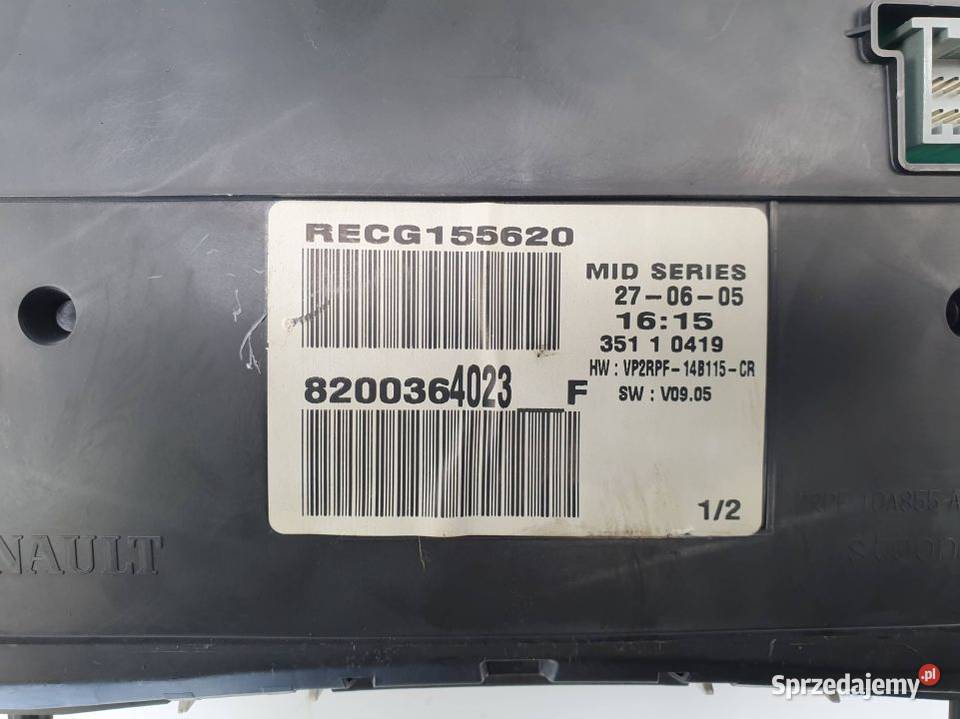 RECG155620
MID SERIES
27-06-05
16:15
351 1 0419
HW : VP2RPF-14B115-CR
SW : V09.05
8200364023__F
1/2
NAULT
Sprzedajemy.pl